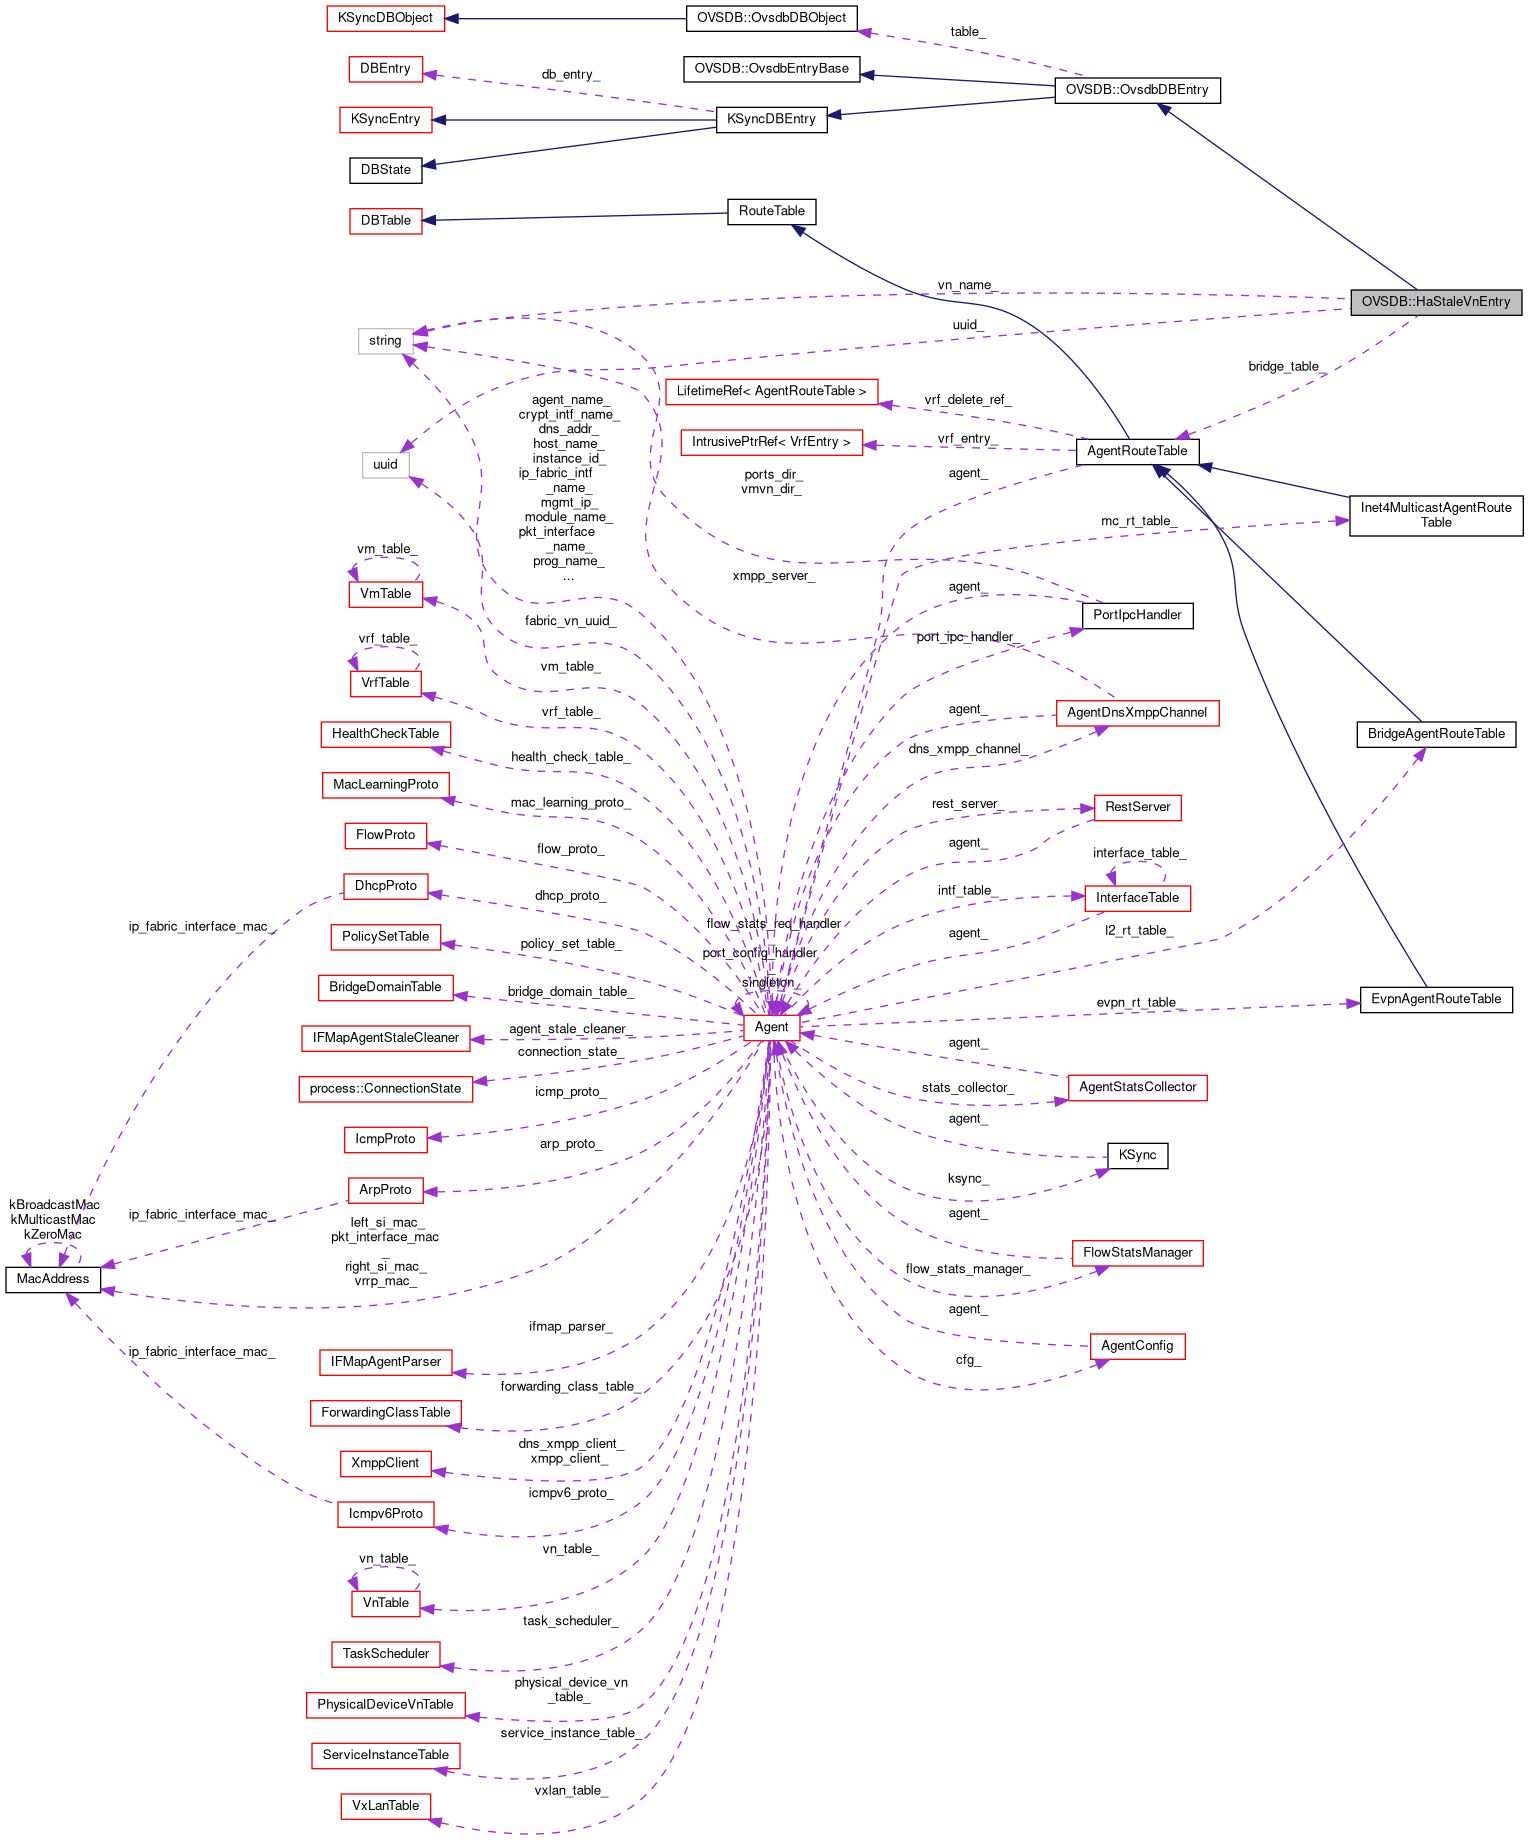 KSyncDBObject
OVSDB::OvsdbDBObject
table_
DBEntry
db_entry_
OVSDB::OvsdbEntryBase
OVSDB::OvsdbDBEntry
KSyncEntry
KSyncDBEntry
DBState
DBTable
RouteTable
vn_name_
OVSDB::HaStaleVnEntry
string
uuid_
bridge_table_
LifetimeRef< AgentRouteTable >
vrf_delete_ref_
agent_name_
crypt_intf_name_
dns_addr_
host_name_
instance_id_
ip_fabric_intf
_name_
mgmt_ip_
module_name_
pkt_interface
_name_
prog_name_
...
IntrusivePtrRef< VrfEntry >
vrf_entry_
AgentRouteTable
uuid
ports_dir_
vmvn_dir_
agent_
Inet4MulticastAgentRoute
Table
mc_rt_table_
vm_table_
VmTable
xmpp_server_
agent_
PortIpcHandler
fabric_vn_uuid_
port_ipc_handler_
vrf_table_
VrfTable
vm_table_
vrf_table_
agent_
AgentDnsXmppChannel
HealthCheckTable
health_check_table_
dns_xmpp_channel_
BridgeAgentRouteTable
MacLearningProto
mac_learning_proto_
rest_server_
RestServer
FlowProto
flow_proto_
agent_
interface_table_
DhcpProto
dhcp_proto_
intf_table_
InterfaceTable
ip_fabric_interface_mac_
flow_stats_req_handler
_
port_config_handler
_
singleton_
PolicySetTable
policy_set_table_
agent_
l2_rt_table_
BridgeDomainTable
bridge_domain_table_
evpn_rt_table_
EvpnAgentRouteTable
IFMapAgentStaleCleaner
agent_stale_cleaner_
Agent
connection_state_
agent_
process::ConnectionState
icmp_proto_
stats_collector_
AgentStatsCollector
agent_
IcmpProto
arp_proto_
KSync
ksync_
ArpProto
kBroadcastMac
kMulticastMac
kZeroMac
ip_fabric_interface_mac_
left_si_mac_
pkt_interface_mac
_
right_si_mac_
vrrp_mac_
agent_
MacAddress
FlowStatsManager
flow_stats_manager_
agent_
ifmap_parser_
ip_fabric_interface_mac_
IFMapAgentParser
AgentConfig
cfg_
forwarding_class_table_
ForwardingClassTable
dns_xmpp_client_
xmpp_client_
XmppClient
icmpv6_proto_
Icmpv6Proto
vn_table_
vn_table_
VnTable
task_scheduler_
TaskScheduler
physical_device_vn
_table_
PhysicalDeviceVnTable
service_instance_table_
ServiceInstanceTable
vxlan_table_
VxLanTable